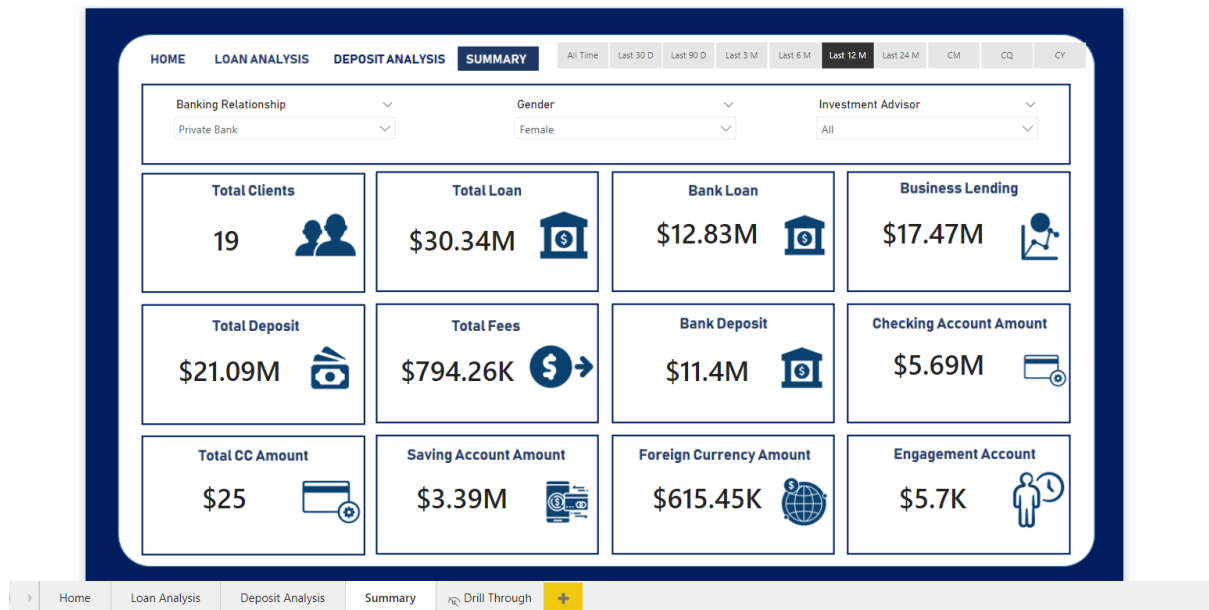 HOME LOAN ANALYSIS DEPOSIT ANALYSIS SUMMARY All Time Last 30 D Last 90 D Last 3 M Last 6 M Last 12 M Last 24 M CM CQ CY
Banking Relationship Gender Investment Advisor
Private Bank Female All
Total Clients Total Loan Bank Loan Business Lending
19 $30.34M $12.83M $17.47M
Total Deposit Total Fees Bank Deposit Checking Account Amount
$21.09M $794.26K $11.4M $5.69M
Total CC Amount Saving Account Amount Foreign Currency Amount Engagement Account
$25 $3.39M $615.45K $5.7K
Home Loan Analysis Deposit Analysis Summary Drill Through +